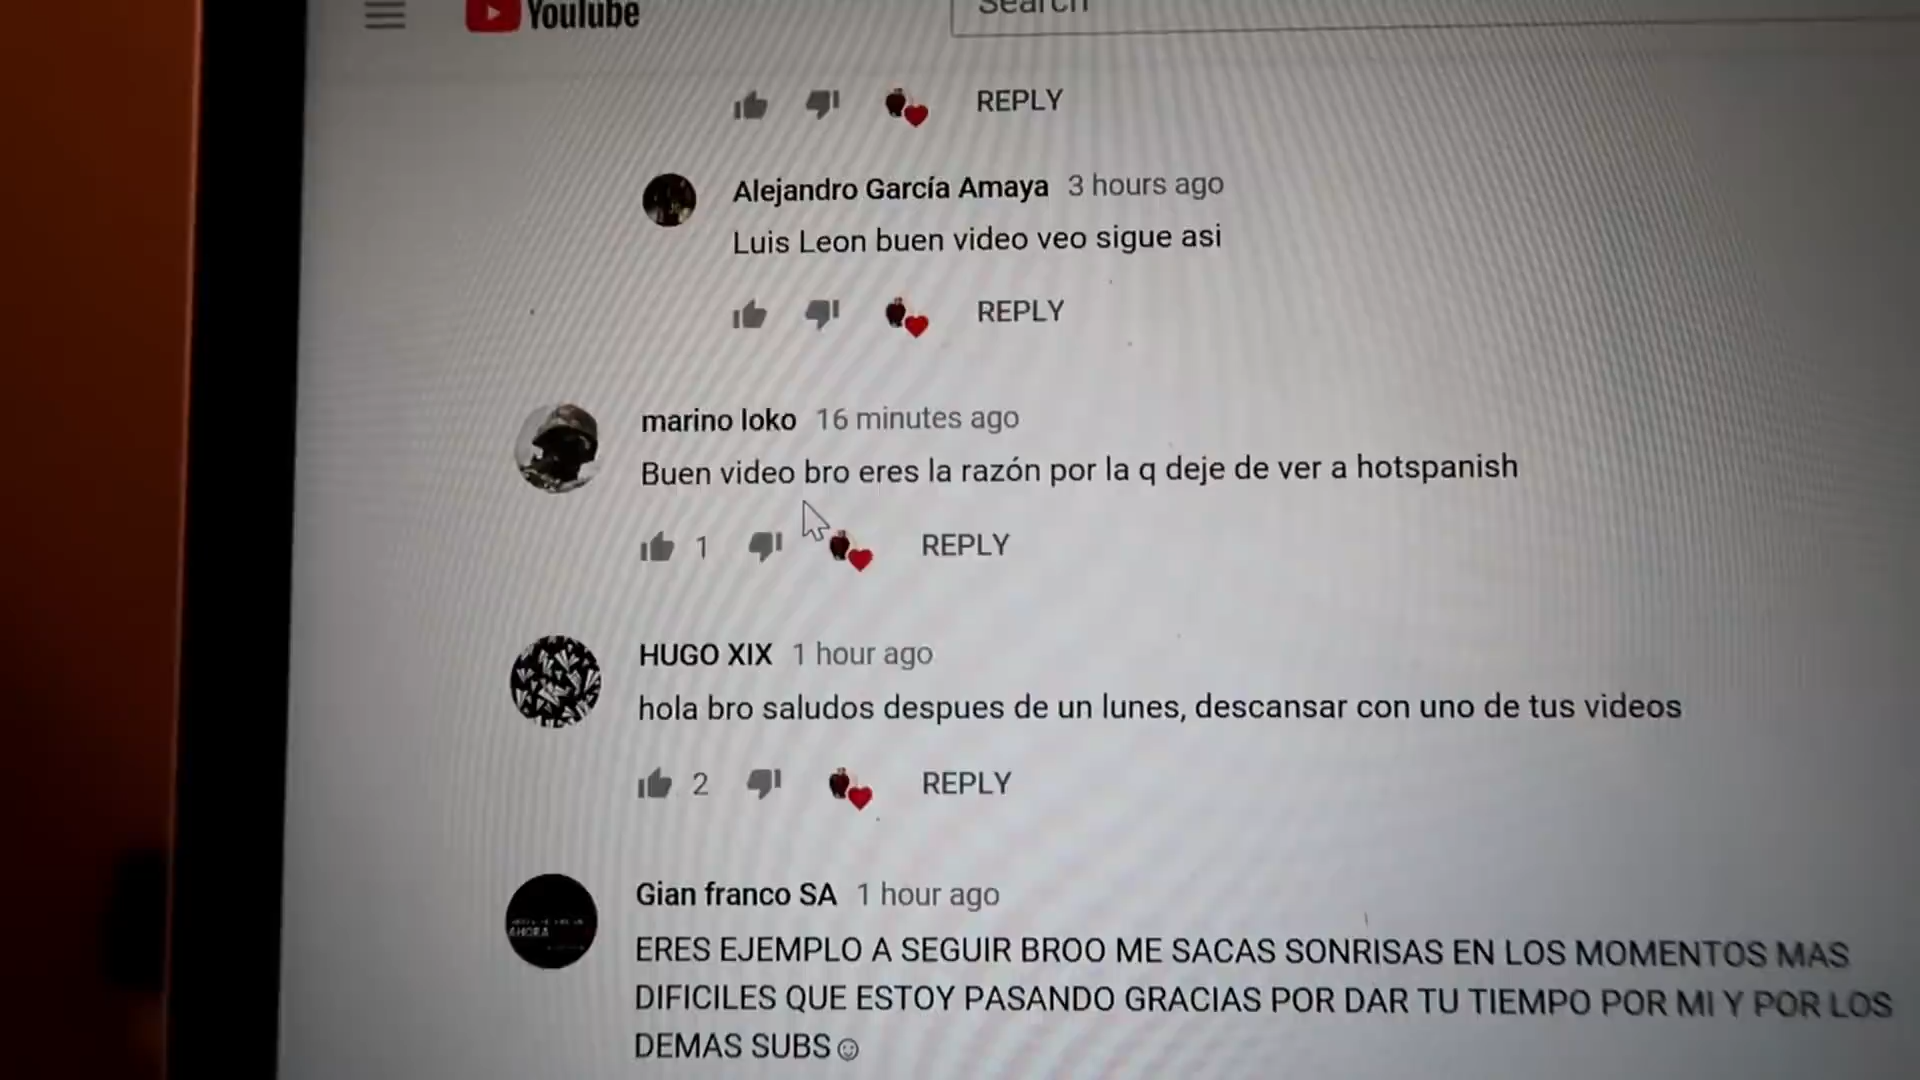 YouTube
Search
REPLY
Alejandro García Amaya 3 hours ago
Luis Leon buen video veo sigue asi
REPLY
marino loko 16 minutes ago
Buen video bro eres la razón por la q deje de ver a hotspanish
1 REPLY
HUGO XIX 1 hour ago
hola bro saludos despues de un lunes, descansar con uno de tus videos
2 REPLY
AHORA
Gian franco SA 1 hour ago
ERES EJEMPLO A SEGUIR BROO ME SACAS SONRISAS EN LOS MOMENTOS MAS
DIFICILES QUE ESTOY PASANDO GRACIAS POR DAR TU TIEMPO POR MI Y POR LOS
DEMAS SUBS☺